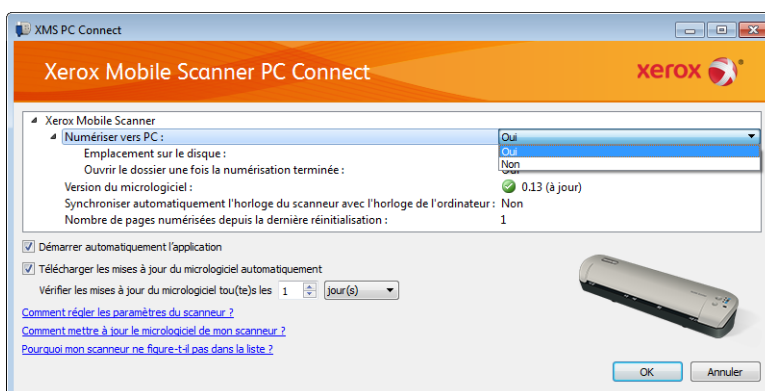 XMS PC Connect
Xerox Mobile Scanner PC Connect
xerox
Xerox Mobile Scanner
Numériser vers PC : Oui
Emplacement sur le disque : Oui
Non
Ouvrir le dossier une fois la numérisation terminée :
Version du micrologiciel : 0.13 (à jour)
Synchroniser automatiquement l'horloge du scanneur avec l'horloge de l'ordinateur : Non
Nombre de pages numérisées depuis la dernière réinitialisation : 1
Démarrer automatiquement l'application
Télécharger les mises à jour du micrologiciel automatiquement
Vérifier les mises à jour du micrologiciel tou(te)s les 1 jour(s)
Comment régler les paramètres du scanneur ?
Comment mettre à jour le micrologiciel de mon scanneur ?
Pourquoi mon scanneur ne figure-t-il pas dans la liste ?
OK Annuler